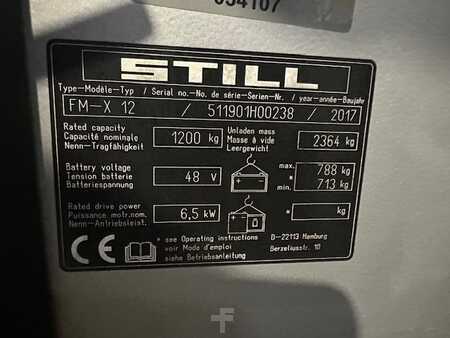 034107
STILL
Type-Modèle-Typ / Serial no.-No. de série-Serien-Nr. / year-année-Baujahr
FM-X 12 / 511901H00238 / 2017
Rated capacity
Capacité nominale
Nenn-Tragfähigkeit
1200 kg
Unladen mass
Masse à vide
Leergewicht
2364 kg
Battery voltage
Tension batterie
Batteriespannung
48 V
max. 788 kg
min. 713 kg
Rated drive power
Puissance motr.nom.
Nenn-Antriebsleist.
6,5 kW
* kg
CE
* see Operating instructions
voir Mode d'emploi
siehe Betriebsanleitung
D-22113 Hamburg
Berzeliusstr. 10